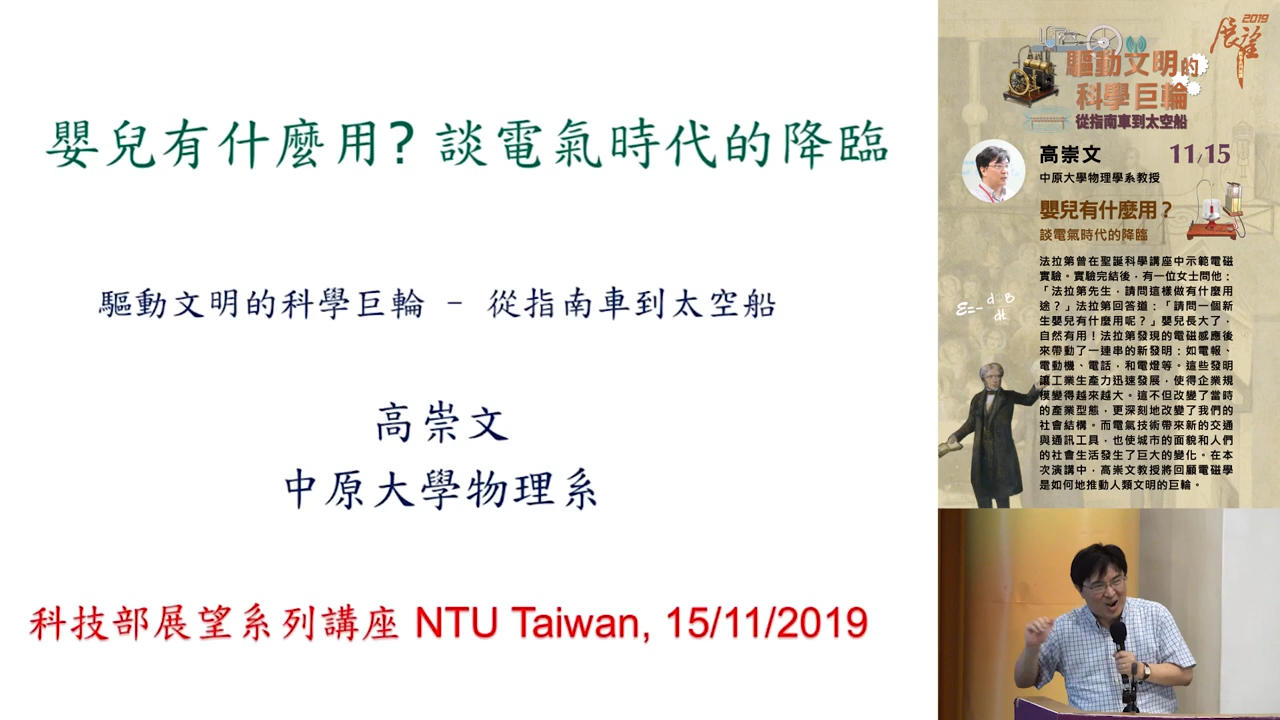 嬰兒有什麼用? 談電氣時代的降臨
驅動文明的科學巨輪 – 從指南車到太空船
高崇文
中原大學物理系
科技部展望系列講座 NTU Taiwan, 15/11/2019
2019
展望
驅動文明的
科學巨輪
從指南車到太空船
高崇文 11/15
中原大學物理學系教授
嬰兒有什麼用？
談電氣時代的降臨
法拉第曾在聖誕科學講座中示範電磁
實驗。實驗完結後，有一位女士問他：
「法拉第先生，請問這樣做有什麼用
途？」法拉第回答道：「請問一個新
生嬰兒有什麼用呢？」嬰兒長大了，
自然有用！法拉第發現的電磁感應後
來帶動了一連串的新發明；如電報、
電動機、電話，和電燈等。這些發明
讓工業生產力迅速發展，使得企業規
模變得越來越大。這不但改變了當時
的產業型態，更深刻地改變了我們的
社會結構。而電氣技術帶來新的交通
與通訊工具，也使城市的面貌和人們
的社會生活發生了巨大的變化。在本
次演講中，高崇文教授將回顧電磁學
是如何地推動人類文明的巨輪。